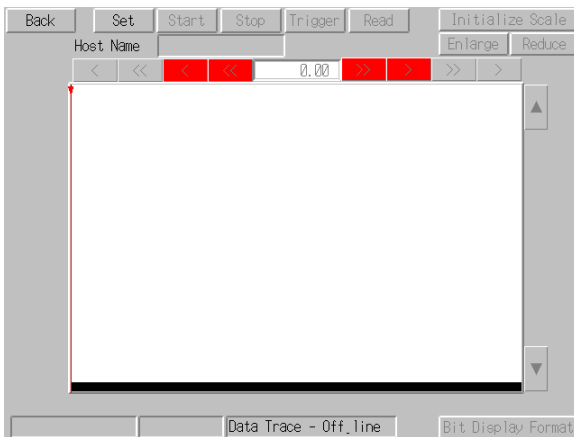 Back Set Start Stop Trigger Read Initialize Scale
Host Name Enlarge Reduce
< << < << 0.00 >> > >> >
Data Trace - Off_line Bit Display Format